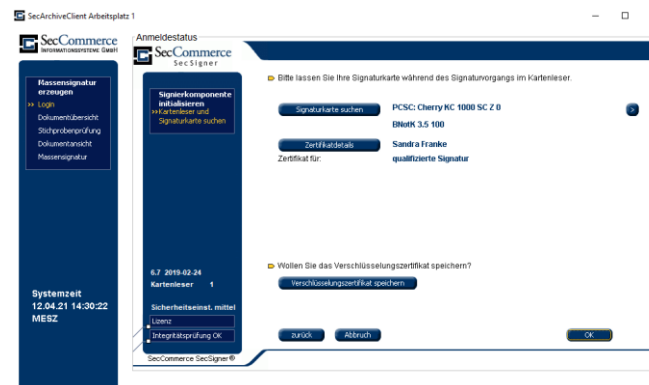 SecArchiveClient Arbeitsplatz 1
SecCommerce
INFORMATIONSSYSTEME GMBH
Massensignatur
erzeugen
Login
Dokumentübersicht
Stichprobenprüfung
Dokumentansicht
Massensignatur
Systemzeit
12.04.21 14:30:22
MESZ
Anmeldestatus
SecCommerce
SecSigner
Signierkomponente
initialisieren
Kartenleser und
Signaturkarte suchen
6.7 2019-02-24
Kartenleser 1
Sicherheitseinst. mittel
Lizenz
Integritätsprüfung OK
SecCommerce SecSigner®
Bitte lassen Sie Ihre Signaturkarte während des Signaturvorgangs im Kartenleser.
Signaturkarte suchen PCSC: Cherry KC 1000 SC Z 0
BNotK 3.5 100
Zertifikatdetails Sandra Franke
Zertifikat für: qualifizierte Signatur
Wollen Sie das Verschlüsselungszertifikat speichern?
Verschlüsselungszertifikat speichern
zurück Abbruch OK